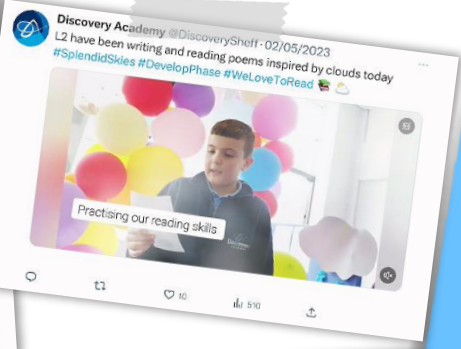 Discovery Academy @DiscoverySheff · 02/05/2023
L2 have been writing and reading poems inspired by clouds today
#SplendidSkies #DevelopPhase #WeLoveToRead
Practising our reading skills
Discovery
10
510